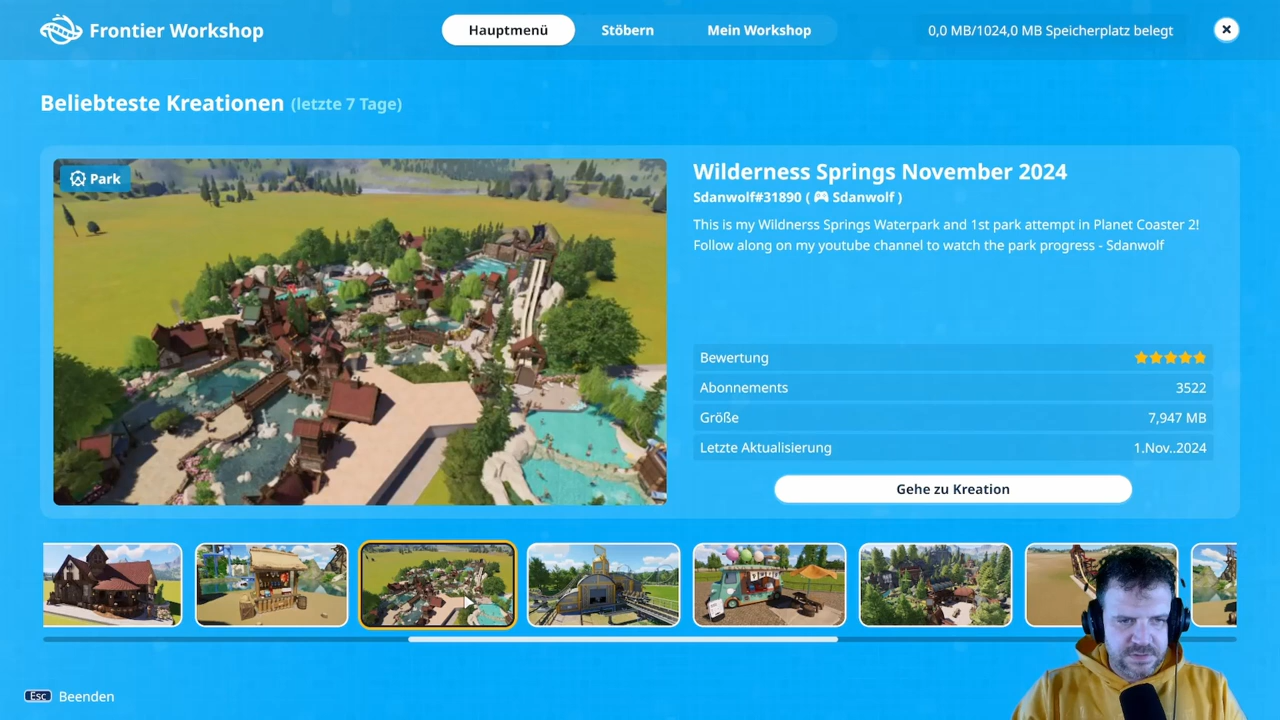 Frontier Workshop
Hauptmenü
Stöbern
Mein Workshop
0,0 MB/1024,0 MB Speicherplatz belegt
Beliebteste Kreationen (letzte 7 Tage)
Park
Wilderness Springs November 2024
Sdanwolf#31890 ( Sdanwolf )
This is my Wildnerss Springs Waterpark and 1st park attempt in Planet Coaster 2!
Follow along on my youtube channel to watch the park progress - Sdanwolf
Bewertung
Abonnements 3522
Größe 7,947 MB
Letzte Aktualisierung 1.Nov..2024
Gehe zu Kreation
Esc Beenden